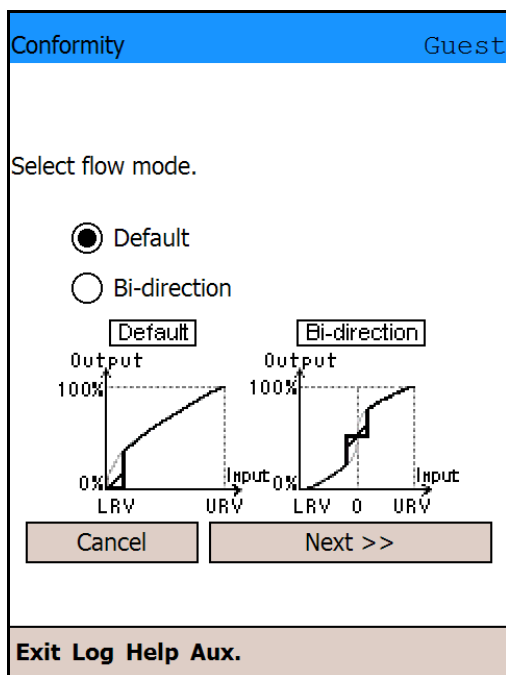 Conformity Guest
Select flow mode.
Default
Bi-direction
Default Bi-direction
Output Output
100% 100%
0% Input 0% Input
LRV URV LRV 0 URV
Cancel Next >>
Exit Log Help Aux.